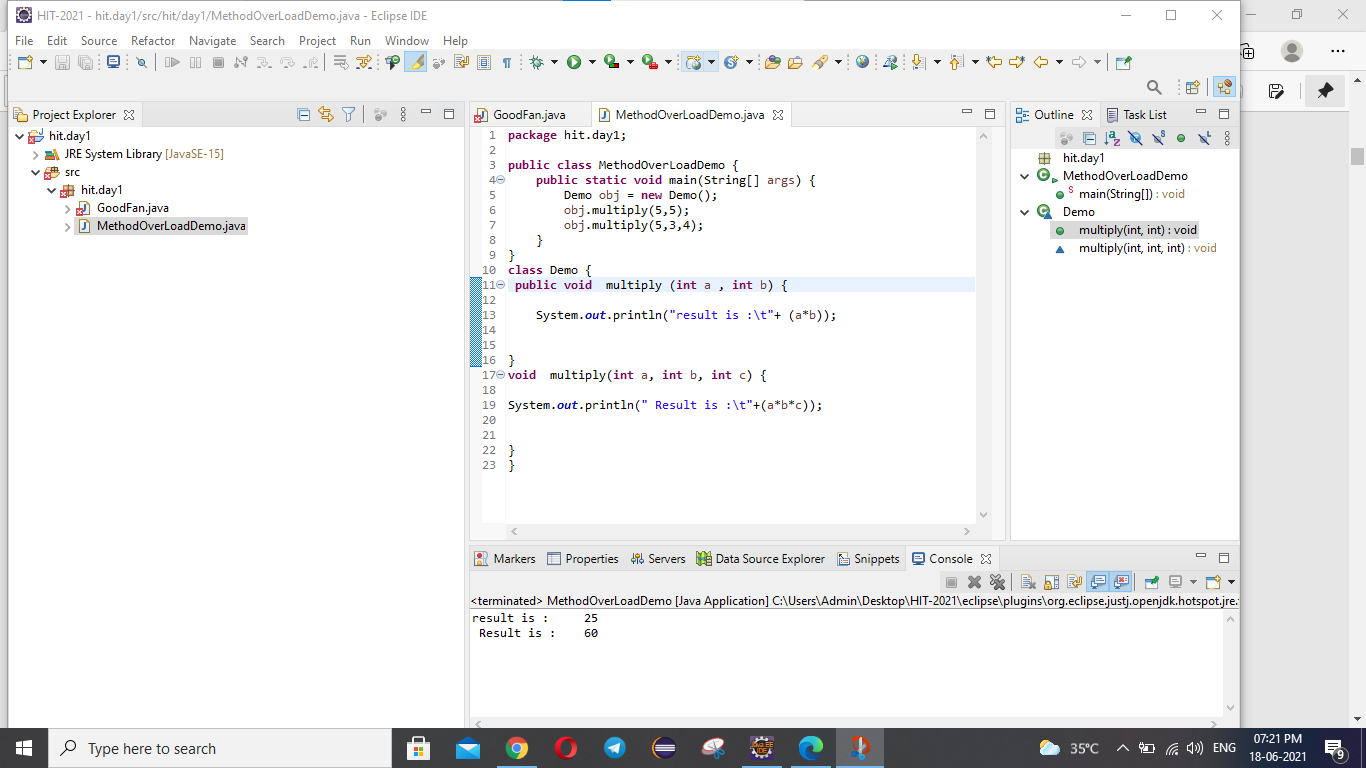 HIT-2021 - hit.day1/src/hit/day1/MethodOverLoadDemo.java - Eclipse IDE
File Edit Source Refactor Navigate Search Project Run Window Help
Project Explorer
hit.day1
JRE System Library [JavaSE-15]
src
hit.day1
GoodFan.java
MethodOverLoadDemo.java
GoodFan.java MethodOverLoadDemo.java
1 package hit.day1;
2
3 public class MethodOverLoadDemo {
4 public static void main(String[] args) {
5 Demo obj = new Demo();
6 obj.multiply(5,5);
7 obj.multiply(5,3,4);
8 }
9 }
10 class Demo {
11 public void  multiply (int a , int b) {
12
13 System.out.println("result is :\t"+ (a*b));
14
15
16 }
17 void  multiply(int a, int b, int c) {
18
19 System.out.println(" Result is :\t"+(a*b*c));
20
21
22 }
23 }
Outline Task List
hit.day1
MethodOverLoadDemo
main(String[]) : void
Demo
multiply(int, int) : void
multiply(int, int, int) : void
Markers Properties Servers Data Source Explorer Snippets Console
<terminated> MethodOverLoadDemo [Java Application] C:\Users\Admin\Desktop\HIT-2021\eclipse\plugins\org.eclipse.justj.openjdk.hotspot.jre.
result is : 25
Result is : 60
Type here to search
35°C
ENG
07:21 PM
18-06-2021
9